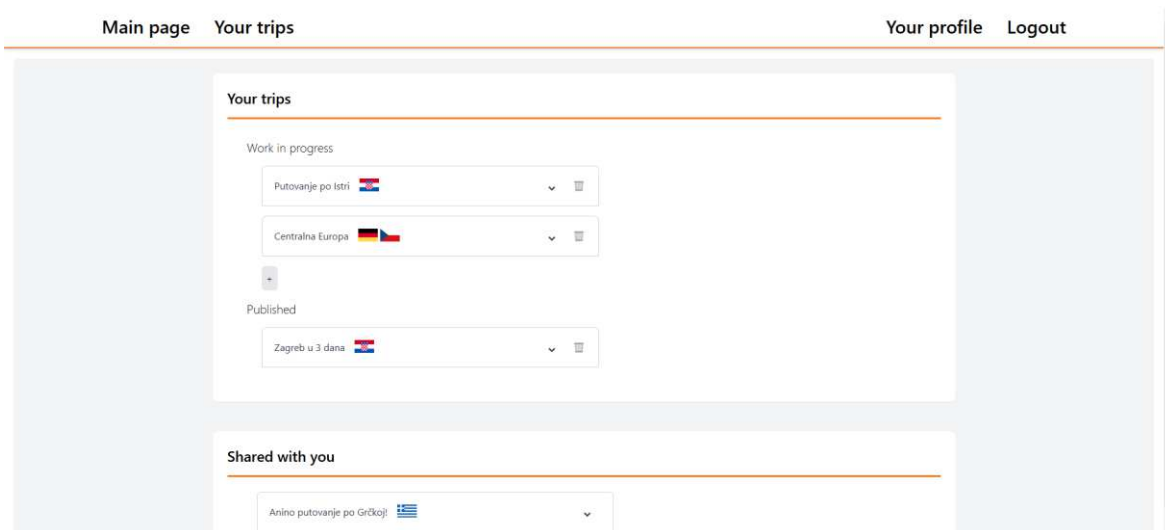 Main page Your trips Your profile Logout
Your trips
Work in progress
Putovanje po Istri
Centralna Europa
+
Published
Zagreb u 3 dana
Shared with you
Anino putovanje po Grčkoj!